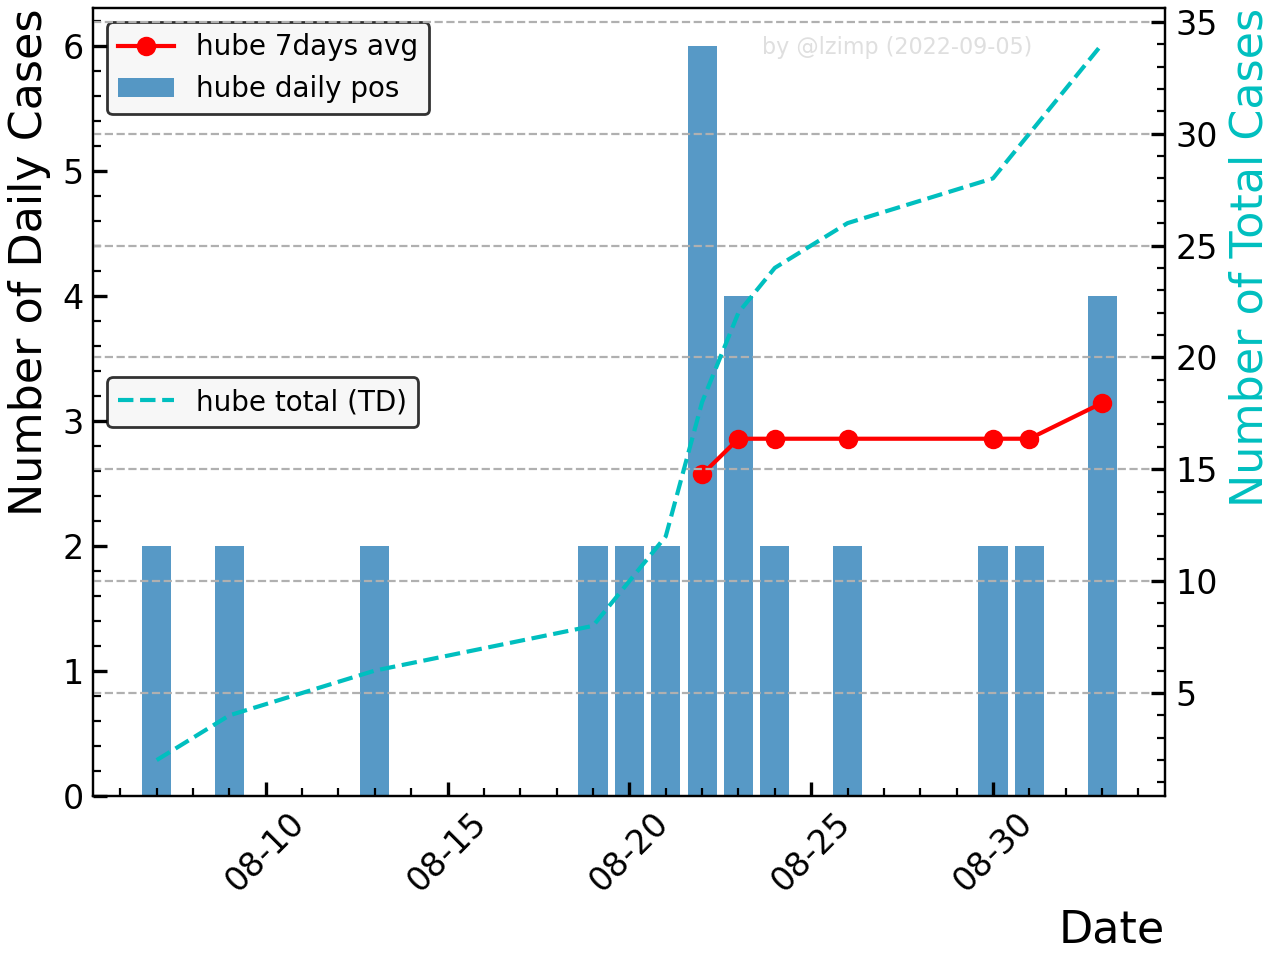 Number of Daily Cases
6
5
4
3
2
1
0
hube 7days avg
hube daily pos
hube total (TD)
by @lzimp (2022-09-05)
35
30
25
20
15
10
5
Number of Total Cases
08-10
08-15
08-20
08-25
08-30
Date